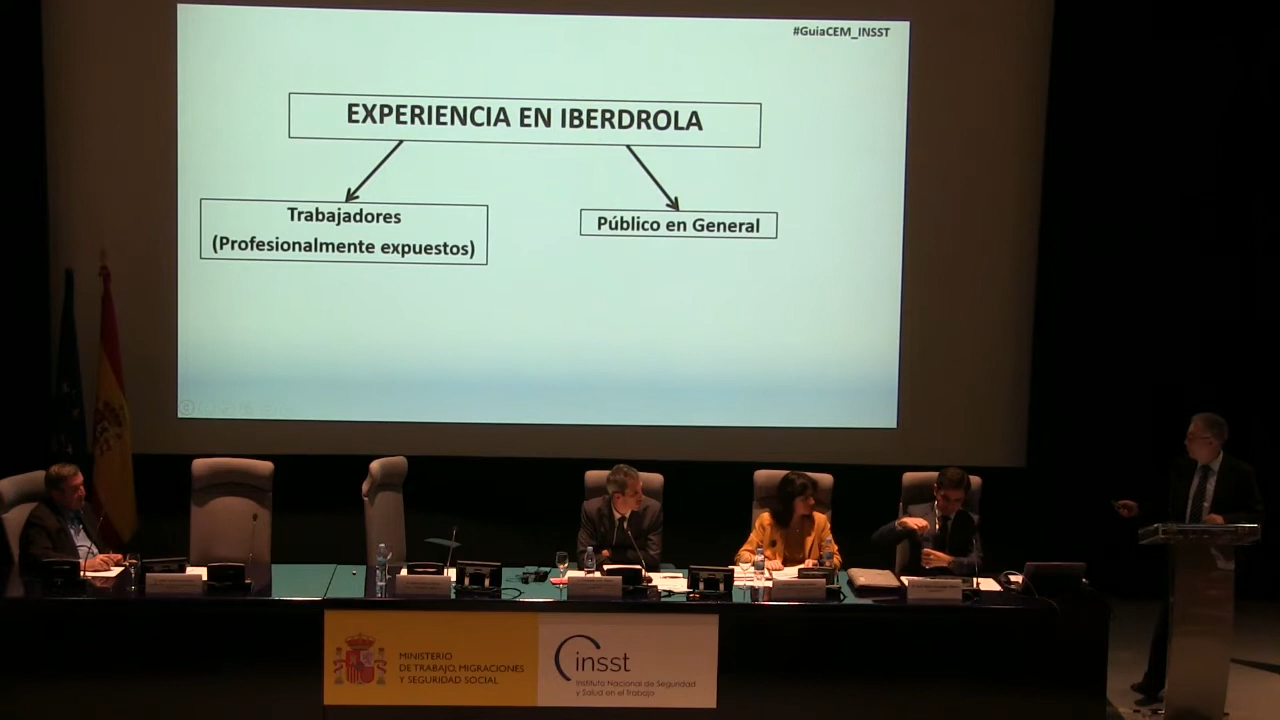 #GuiaCEM_INSST
EXPERIENCIA EN IBERDROLA
Trabajadores
(Profesionalmente expuestos)
Público en General
MINISTERIO
DE TRABAJO, MIGRACIONES
Y SEGURIDAD SOCIAL
insst
Instituto Nacional de Seguridad
y Salud en el Trabajo